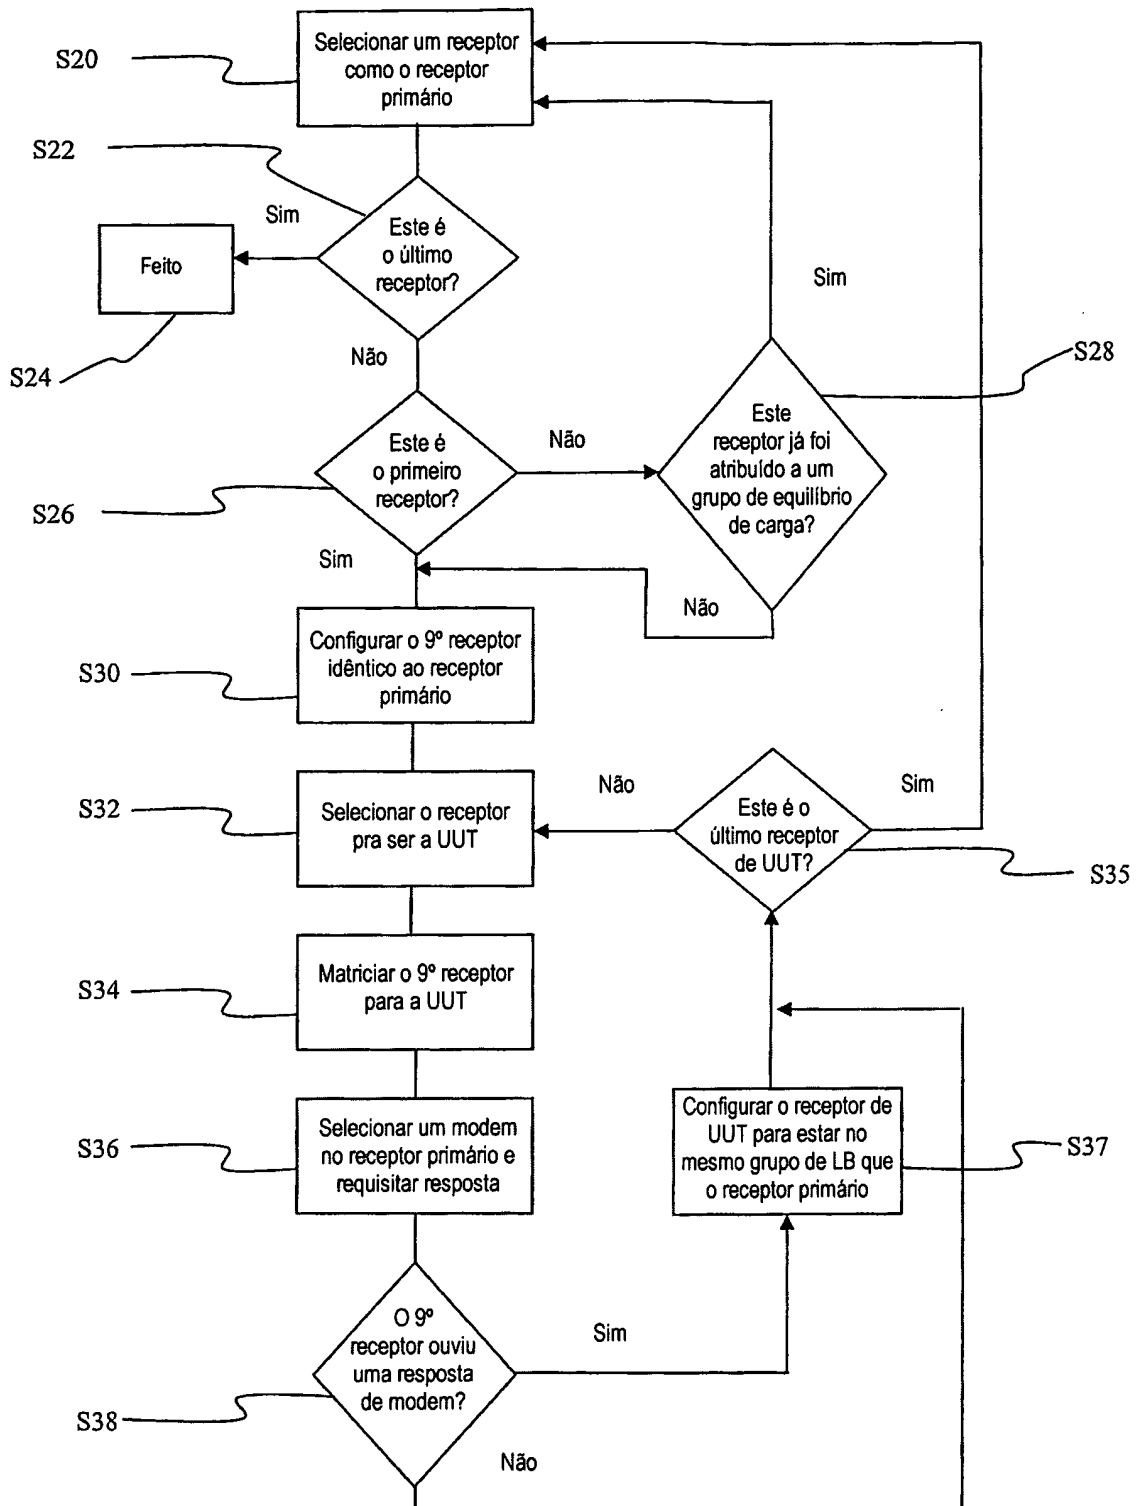 Selecionar um receptor
como o receptor
primário
S20
S22
Sim
Este é
o último
receptor?
Feito
S24
Não
Sim
S28
Este é
o primeiro
receptor?
Não
Este
receptor já foi
atribuído a um
grupo de equilíbrio
de carga?
S26
Sim
Não
Configurar o 9º receptor
idêntico ao receptor
primário
S30
Selecionar o receptor
pra ser a UUT
S32
Não
Sim
Este é o
último receptor
de UUT?
S35
Matriciar o 9º receptor
para a UUT
S34
Selecionar um modem
no receptor primário e
requisitar resposta
S36
Configurar o receptor de
UUT para estar no
mesmo grupo de LB que
o receptor primário
S37
O 9º
receptor ouviu
uma resposta
de modem?
Sim
S38
Não